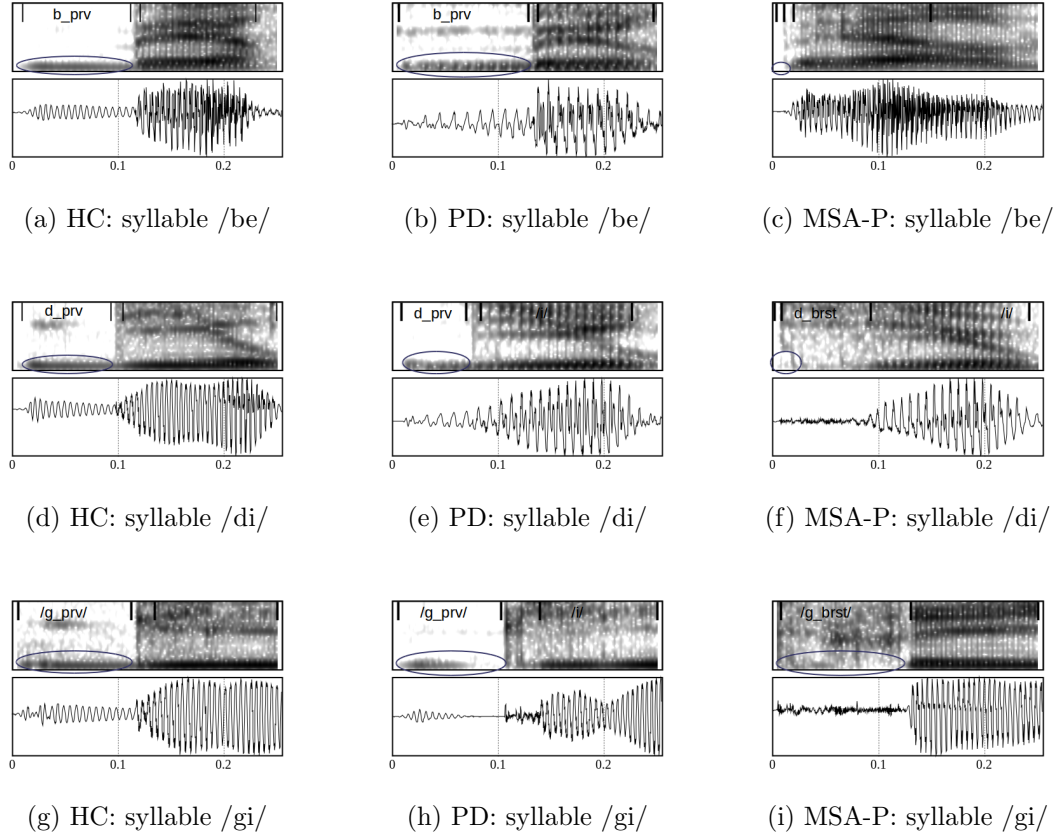 b_prv
b_prv
0 0.1 0.2
0 0.1 0.2
0 0.1 0.2
(a) HC: syllable /be/
(b) PD: syllable /be/
(c) MSA-P: syllable /be/
d_prv
d_prv /i/
d_brst /i/
0 0.1 0.2
0 0.1 0.2
0 0.1 0.2
(d) HC: syllable /di/
(e) PD: syllable /di/
(f) MSA-P: syllable /di/
/g_prv/
/g_prv/ /i/
/g_brst/
0 0.1 0.2
0 0.1 0.2
0 0.1 0.2
(g) HC: syllable /gi/
(h) PD: syllable /gi/
(i) MSA-P: syllable /gi/